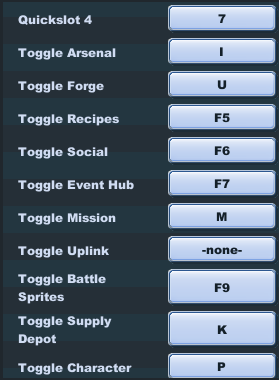 Quickslot 4 7
Toggle Arsenal I
Toggle Forge U
Toggle Recipes F5
Toggle Social F6
Toggle Event Hub F7
Toggle Mission M
Toggle Uplink -none-
Toggle Battle
Sprites F9
Toggle Supply
Depot K
Toggle Character P